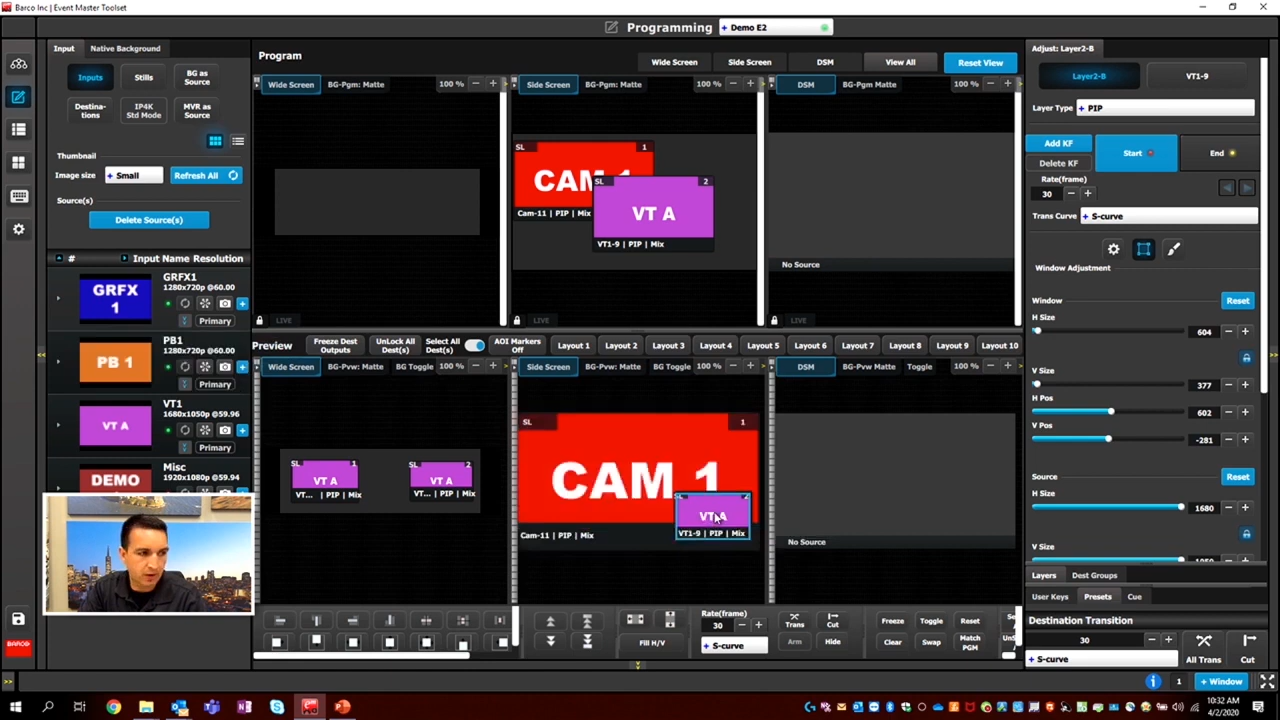 Barco Inc | Event Master Toolset
Programming
+ Demo E2
Input
Native Background
Inputs
Stills
BG as
Source
Destina-
tions
IP4K
Std Mode
MVR as
Source
Thumbnail
Image size
+ Small
Refresh All
Source(s)
Delete Source(s)
# Input Name Resolution
GRFX
1
GRFX1
1280x720p @60.00
Primary
PB 1
PB1
1280x720p @60.00
Primary
VT A
VT1
1680x1050p @59.96
Primary
DEMO
Misc
1920x1080p @59.94
Program
Wide Screen
Side Screen
DSM
View All
Reset View
Wide Screen
BG-Pgm: Matte
100 %
Side Screen
BG-Pgm: Matte
100 %
DSM
BG-Pgm Matte
100 %
SL 1
CAM 1
Cam-11 | PIP | Mix
SL 2
VT A
VT1-9 | PIP | Mix
No Source
LIVE
LIVE
LIVE
Preview
Freeze Dest
Outputs
UnLock All
Dest(s)
Select All
Dest(s)
AOI Markers
Off
Layout 1
Layout 2
Layout 3
Layout 4
Layout 5
Layout 6
Layout 7
Layout 8
Layout 9
Layout 10
Wide Screen
BG-Pvw: Matte
BG Toggle
100 %
Side Screen
BG-Pvw: Matte
BG Toggle
100 %
DSM
BG-Pvw Matte
Toggle
100 %
SL 1
VT A
VT... | PIP | Mix
SL 2
VT A
VT... | PIP | Mix
SL 1
CAM 1
Cam-11 | PIP | Mix
SL 2
VT A
VT1-9 | PIP | Mix
No Source
Fill H/V
Rate(frame)
30
+ S-curve
Trans
Cut
Arm
Hide
Freeze
Toggle
Reset
Clear
Swap
Match
PGM
Adjust: Layer2-B
Layer2-B
VT1-9
Layer Type
+ PIP
Add KF
Delete KF
Start
End
Rate(frame)
30
Trans Curve
+ S-curve
Window Adjustment
Window
Reset
H Size
604
V Size
377
H Pos
602
V Pos
-281
Source
Reset
H Size
1680
V Size
Layers
Dest Groups
User Keys
Presets
Cue
Destination Transition
30
+ S-curve
All Trans
Cut
BARCO
1
+ Window
10:32 AM
4/2/2020